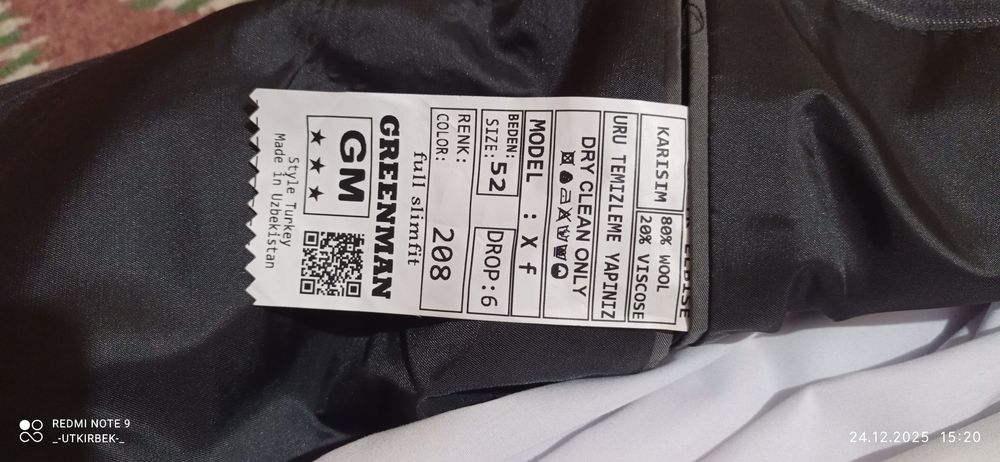 KARISIM
80% WOOL
20% VISCOSE
URU TEMIZLEME YAPINIZ
DRY CLEAN ONLY
MODEL : X f
BEDEN:
SIZE: 52
DROP:6
RENK:
COLOR:
208
full slimfit
GREENMAN
GM
Style Turkey
Made in Uzbekistan
REDMI NOTE 9
_-UTKIRBEK-_
24.12.2025 15:20